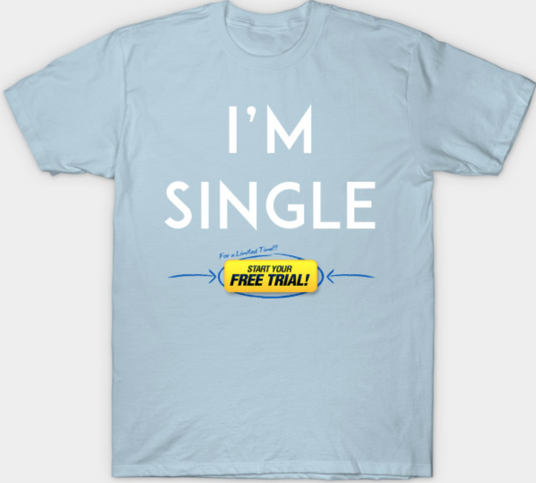 I'M
SINGLE
For a Limited Time!!!
START YOUR
FREE TRIAL!